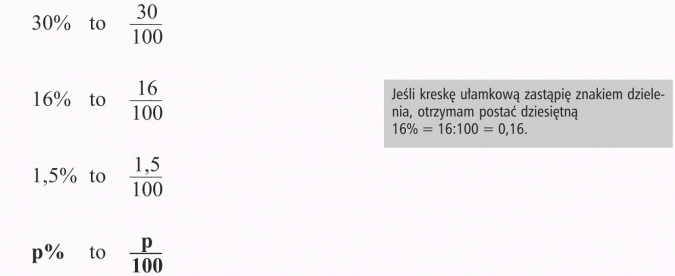 30% to 30/100
16% to 16/100
Jeśli kreskę ułamkową zastąpię znakiem dziele-
nia, otrzymam postać dziesiętną
16% = 16:100 = 0,16.
1,5% to 1,5/100
p% to p/100